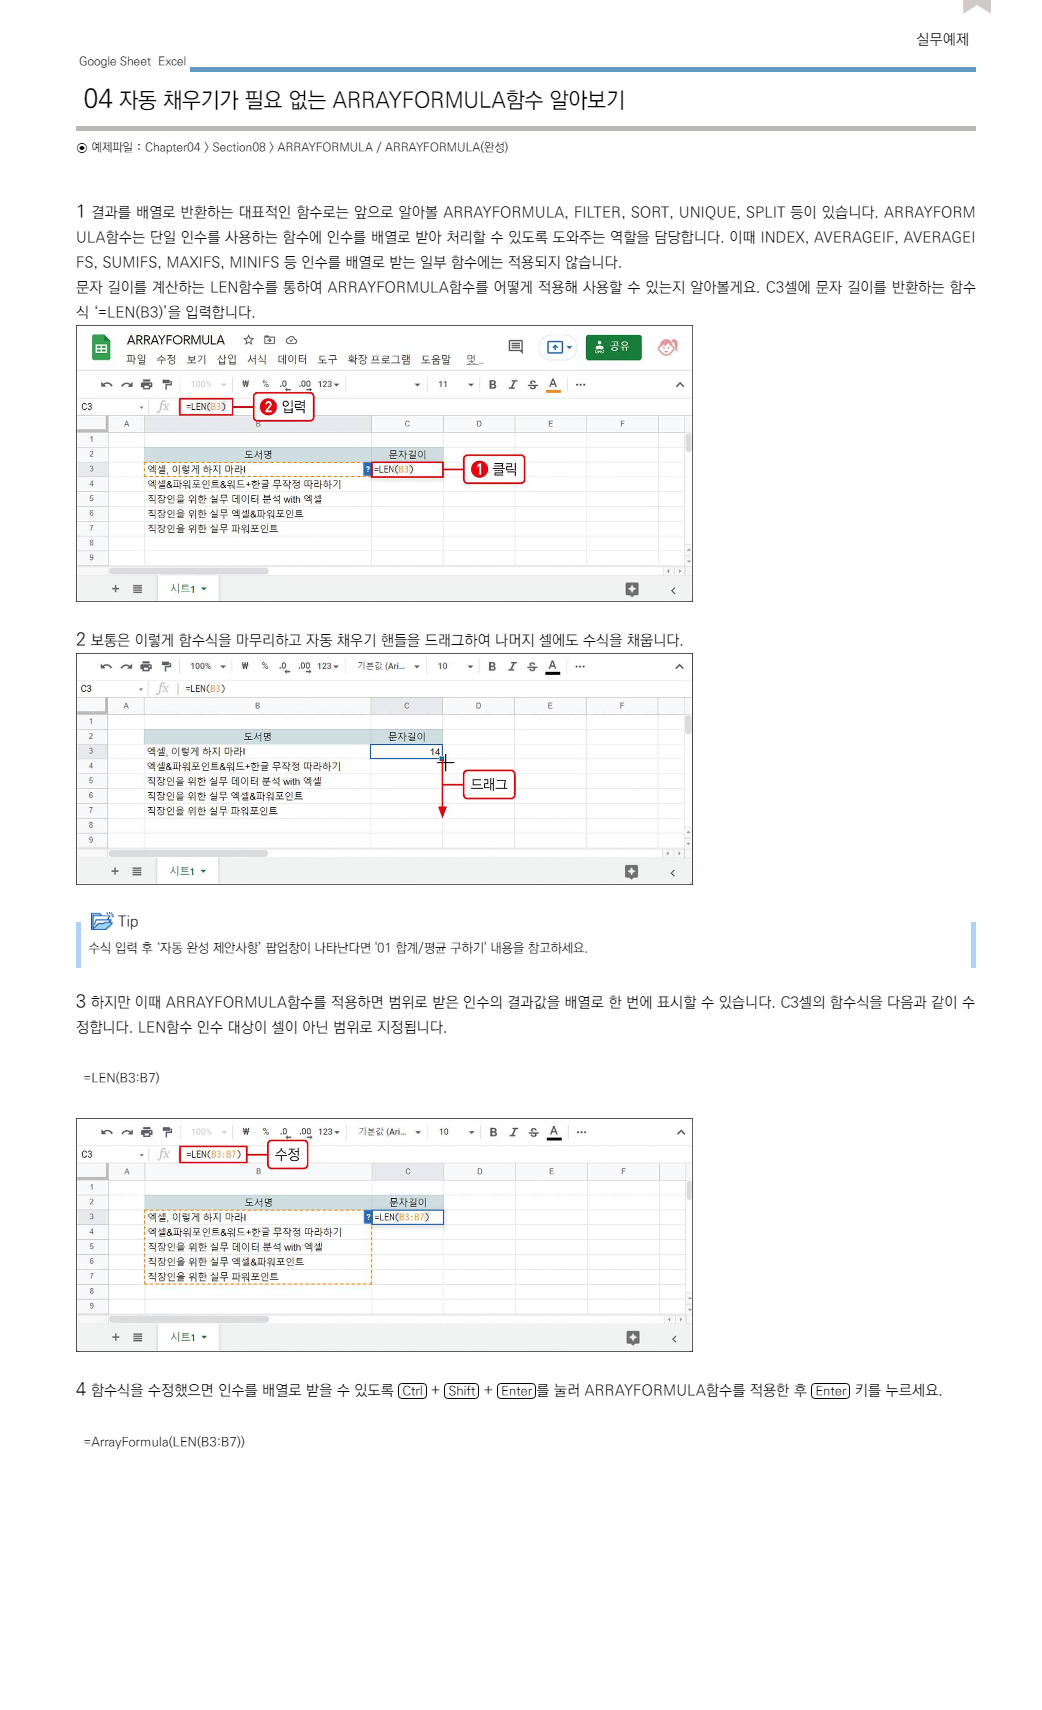 실무예제
Google Sheet Excel
04 자동 채우기가 필요 없는 ARRAYFORMULA함수 알아보기
예제파일 : Chapter04 > Section08 > ARRAYFORMULA / ARRAYFORMULA(완성)
1 결과를 배열로 반환하는 대표적인 함수로는 앞으로 알아볼 ARRAYFORMULA, FILTER, SORT, UNIQUE, SPLIT 등이 있습니다. ARRAYFORM
ULA함수는 단일 인수를 사용하는 함수에 인수를 배열로 받아 처리할 수 있도록 도와주는 역할을 담당합니다. 이때 INDEX, AVERAGEIF, AVERAGEI
FS, SUMIFS, MAXIFS, MINIFS 등 인수를 배열로 받는 일부 함수에는 적용되지 않습니다.
문자 길이를 계산하는 LEN함수를 통하여 ARRAYFORMULA함수를 어떻게 적용해 사용할 수 있는지 알아볼게요. C3셀에 문자 길이를 반환하는 함수
식 ‘=LEN(B3)’을 입력합니다.
ARRAYFORMULA
파일 수정 보기 삽입 서식 데이터 도구 확장 프로그램 도움말 몇...
공유
100% ₩ % .0 .00 123 11 B I S A ...
C3 fx =LEN(B3) 2 입력
A B C D E F
1
2 도서명 문자길이
3 엑셀, 이렇게 하지 마라! ? =LEN(B3) 1 클릭
4 엑셀&파워포인트&워드+한글 무작정 따라하기
5 직장인을 위한 실무 데이터 분석 with 엑셀
6 직장인을 위한 실무 엑셀&파워포인트
7 직장인을 위한 실무 파워포인트
8
9
+ 시트1
2 보통은 이렇게 함수식을 마무리하고 자동 채우기 핸들을 드래그하여 나머지 셀에도 수식을 채웁니다.
100% ₩ % .0 .00 123 기본값 (Ari... 10 B I S A ...
C3 fx =LEN(B3)
A B C D E F
1
2 도서명 문자길이
3 엑셀, 이렇게 하지 마라! 14
4 엑셀&파워포인트&워드+한글 무작정 따라하기
5 직장인을 위한 실무 데이터 분석 with 엑셀 드래그
6 직장인을 위한 실무 엑셀&파워포인트
7 직장인을 위한 실무 파워포인트
8
9
+ 시트1
Tip
수식 입력 후 ‘자동 완성 제안사항’ 팝업창이 나타난다면 '01 합계/평균 구하기' 내용을 참고하세요.
3 하지만 이때 ARRAYFORMULA함수를 적용하면 범위로 받은 인수의 결과값을 배열로 한 번에 표시할 수 있습니다. C3셀의 함수식을 다음과 같이 수
정합니다. LEN함수 인수 대상이 셀이 아닌 범위로 지정됩니다.
=LEN(B3:B7)
100% ₩ % .0 .00 123 기본값 (Ari... 10 B I S A ...
C3 fx =LEN(B3:B7) 수정
A B C D E F
1
2 도서명 문자길이
3 엑셀, 이렇게 하지 마라! ? =LEN(B3:B7)
4 엑셀&파워포인트&워드+한글 무작정 따라하기
5 직장인을 위한 실무 데이터 분석 with 엑셀
6 직장인을 위한 실무 엑셀&파워포인트
7 직장인을 위한 실무 파워포인트
8
9
+ 시트1
4 함수식을 수정했으면 인수를 배열로 받을 수 있도록 Ctrl + Shift + Enter를 눌러 ARRAYFORMULA함수를 적용한 후 Enter 키를 누르세요.
=ArrayFormula(LEN(B3:B7))